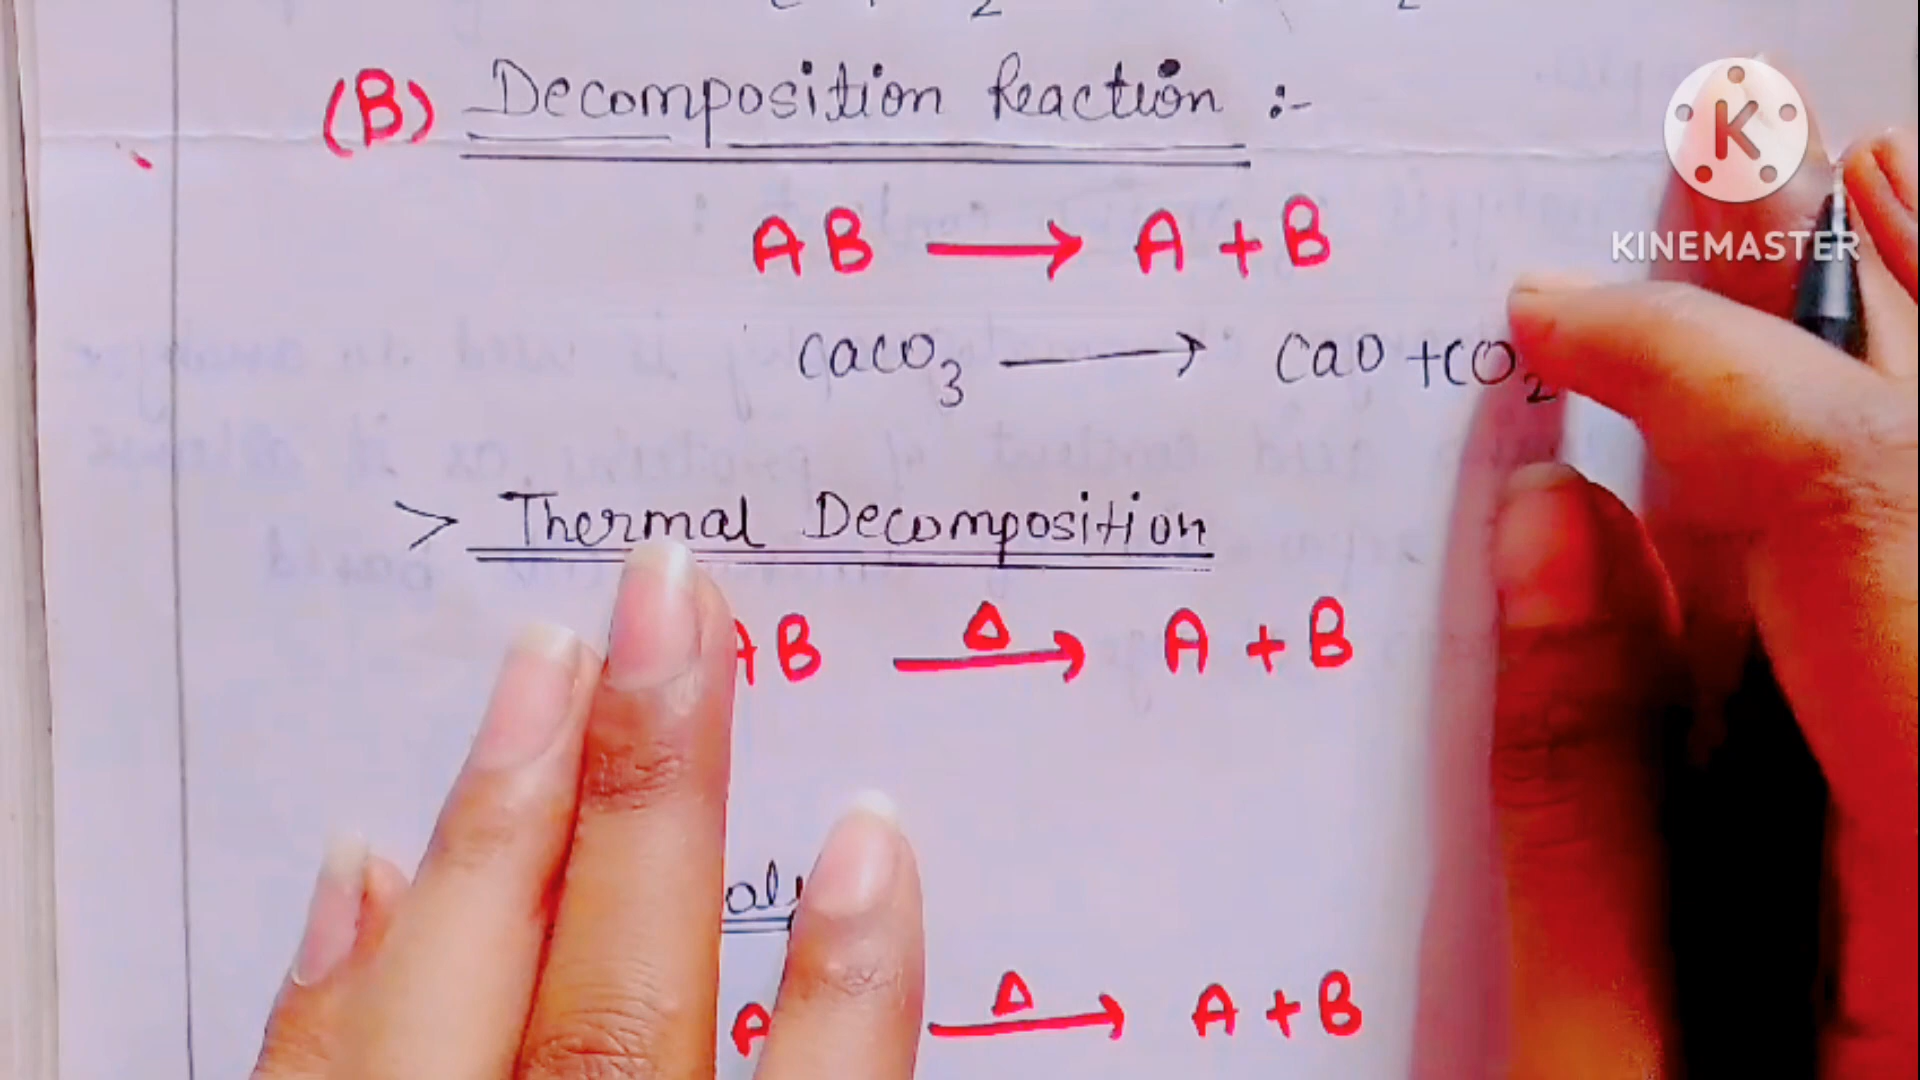 (B) Decomposition Reaction :-
AB → A + B
CaCO3 → CaO + CO2
> Thermal Decomposition
AB Δ→ A + B
A Δ→ A + B
K
KINEMASTER